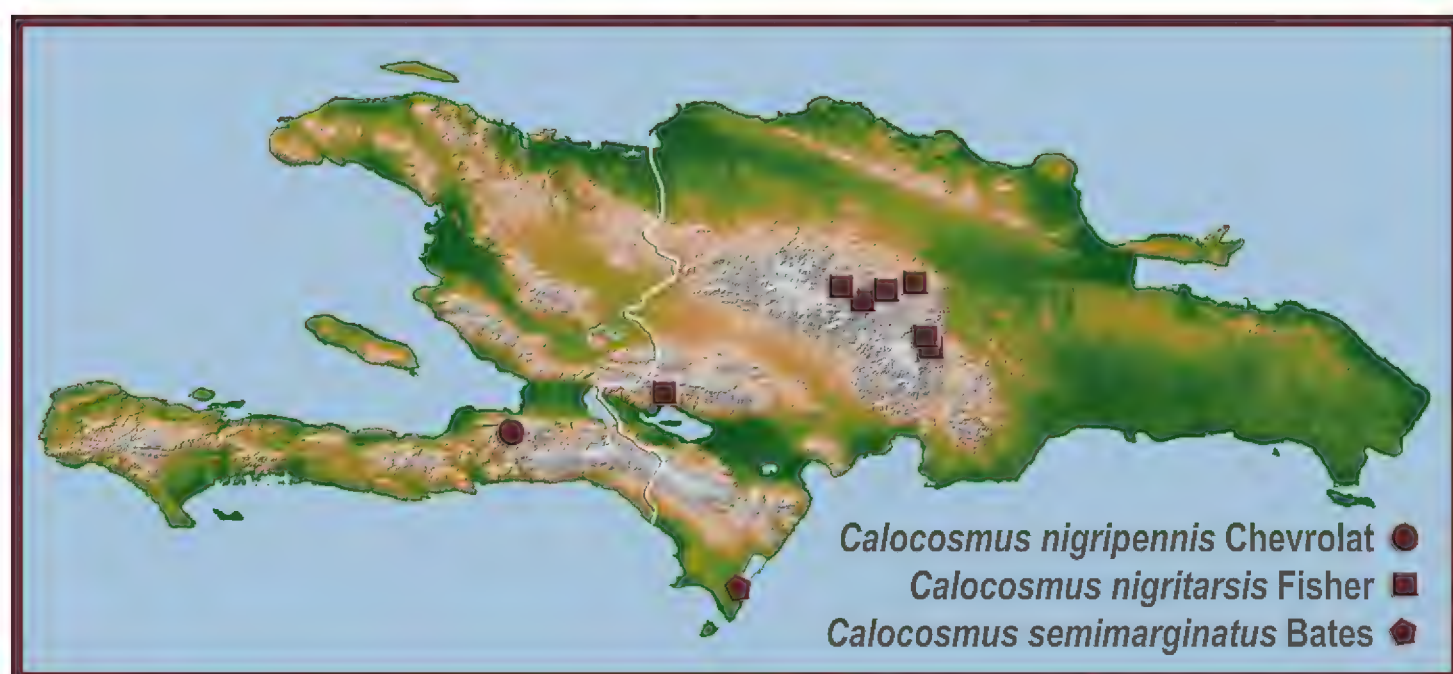 Calocosmus nigripennis Chevrolat
Calocosmus nigritarsis Fisher
Calocosmus semimarginatus Bates